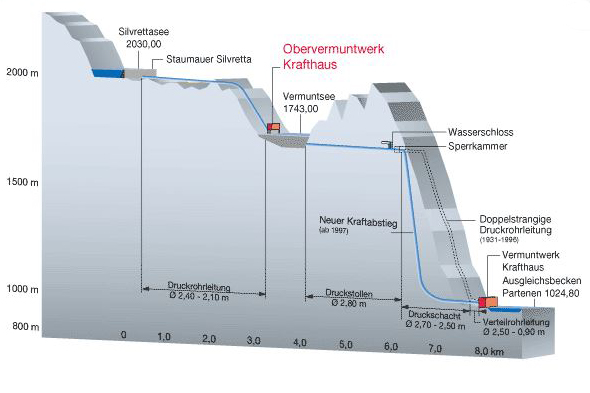 Silvrettasee
2030,00
Staumauer Silvretta
Obervermuntwerk
Krafthaus
2000 m
Vermuntsee
1743,00
Wasserschloss
Sperrkammer
1500 m
Neuer Kraftabstieg
(ab 1997)
Doppelstrangige
Druckrohrleitung
(1931-1996)
Vermuntwerk
Krafthaus
Ausgleichsbecken
Partenen 1024,80
1000 m
Druckrohrleitung
Ø 2,40 - 2,10 m
Druckstollen
Ø 2,80 m
Druckschacht
Ø 2,70 - 2,50 m
Verteilrohrleitung
Ø 2,50 - 0,90 m
800 m
0 1,0 2,0 3,0 4,0 5,0 6,0 7,0 8,0 km